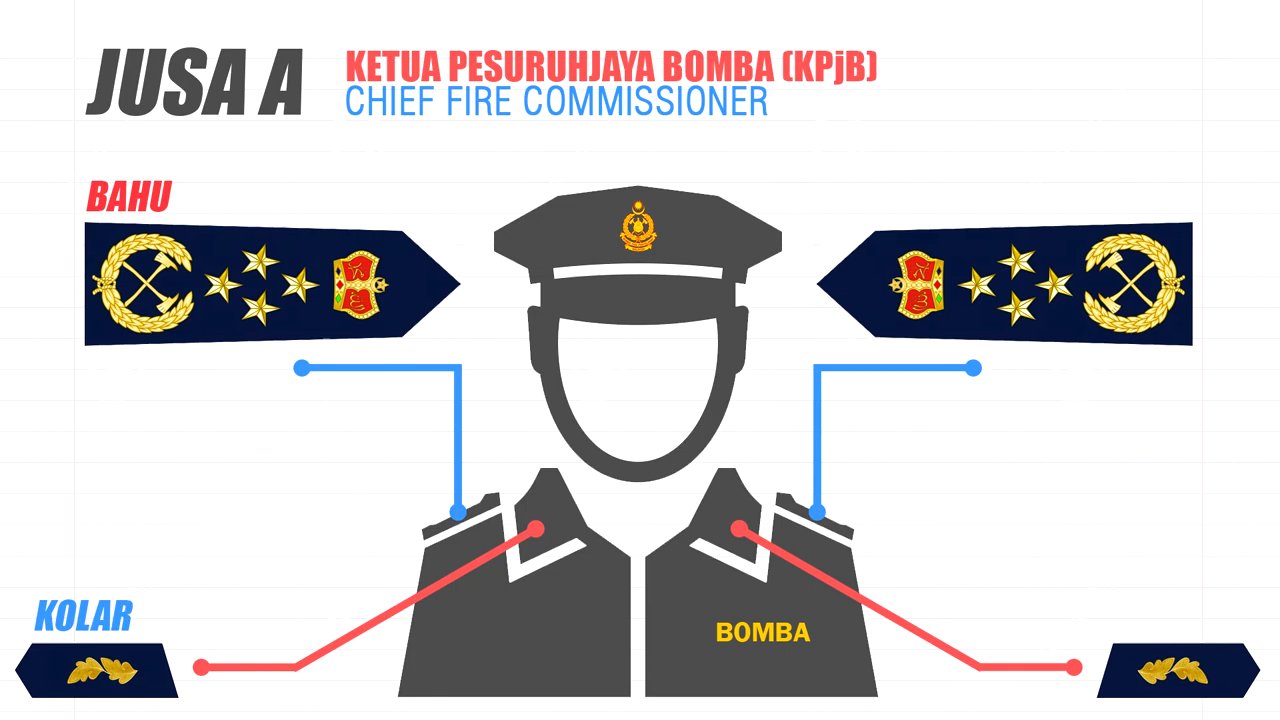 JUSA A
KETUA PESURUHJAYA BOMBA (KPjB)
CHIEF FIRE COMMISSIONER
BAHU
KOLAR
BOMBA